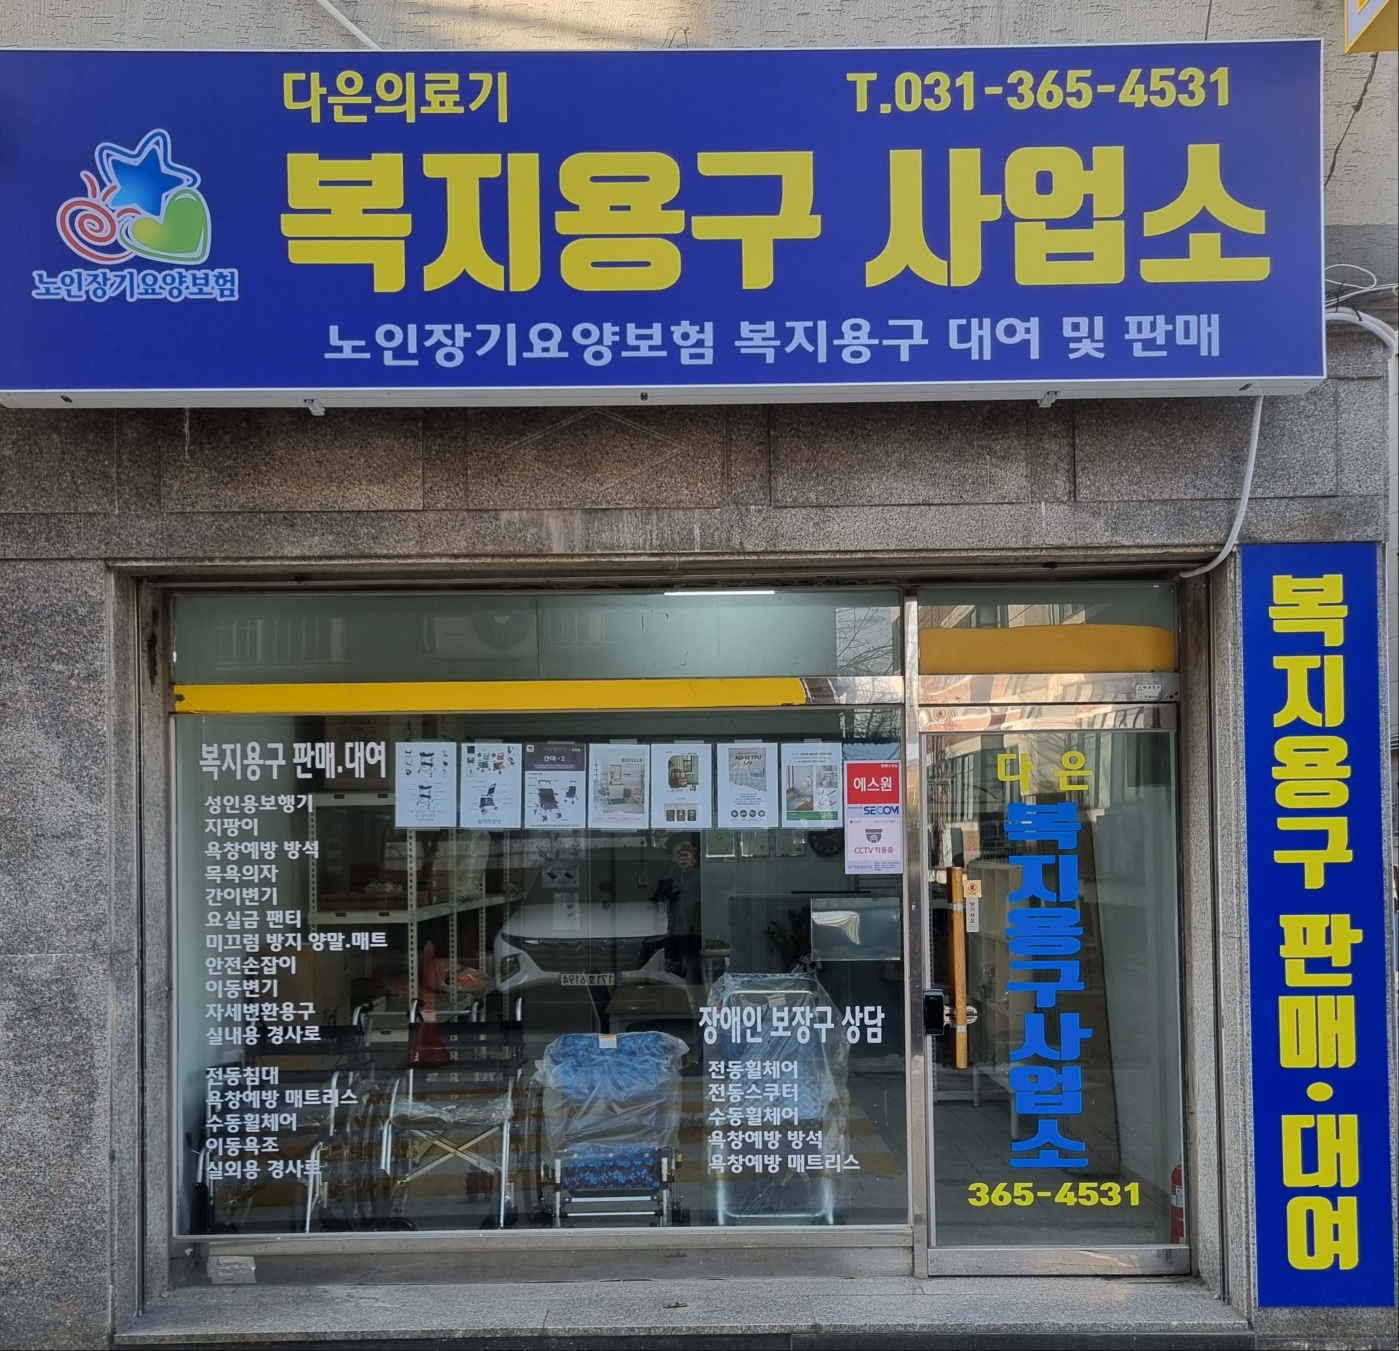 다은의료기
T.031-365-4531
복지용구 사업소
노인장기요양보험
노인장기요양보험 복지용구 대여 및 판매
복지용구 판매.대여
성인용보행기
지팡이
욕창예방 방석
목욕의자
간이변기
요실금 팬티
미끄럼 방지 양말.매트
안전손잡이
이동변기
자세변환용구
실내용 경사로
전동침대
욕창예방 매트리스
수동휠체어
이동욕조
실외용 경사로
에스원
SECOM
CCTV 작동중
장애인 보장구 상담
전동휠체어
전동스쿠터
수동휠체어
욕창예방 방석
욕창예방 매트리스
다은
복지용구사업소
365-4531
복지용구 판매·대여